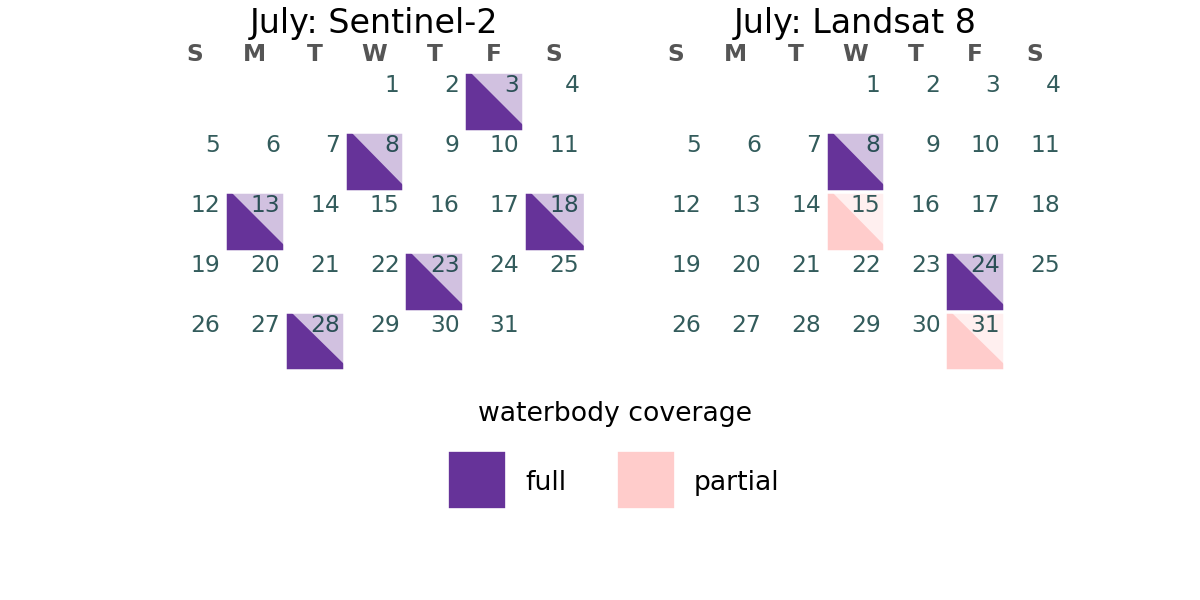 July: Sentinel-2
S M T W T F S
1 2 3 4
5 6 7 8 9 10 11
12 13 14 15 16 17 18
19 20 21 22 23 24 25
26 27 28 29 30 31
July: Landsat 8
S M T W T F S
1 2 3 4
5 6 7 8 9 10 11
12 13 14 15 16 17 18
19 20 21 22 23 24 25
26 27 28 29 30 31
waterbody coverage
full
partial